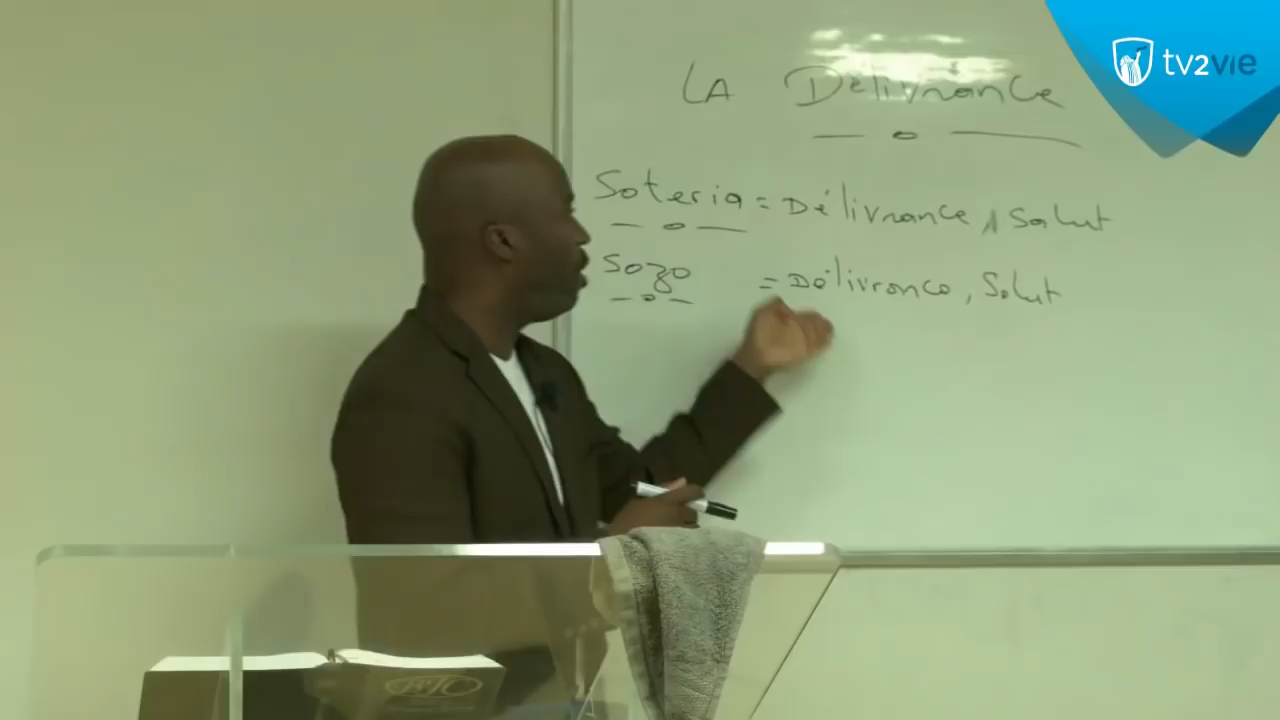 tv2vie
LA Délivrance
Soteria = Délivrance, Salut
Sozo = Délivrance, Salut